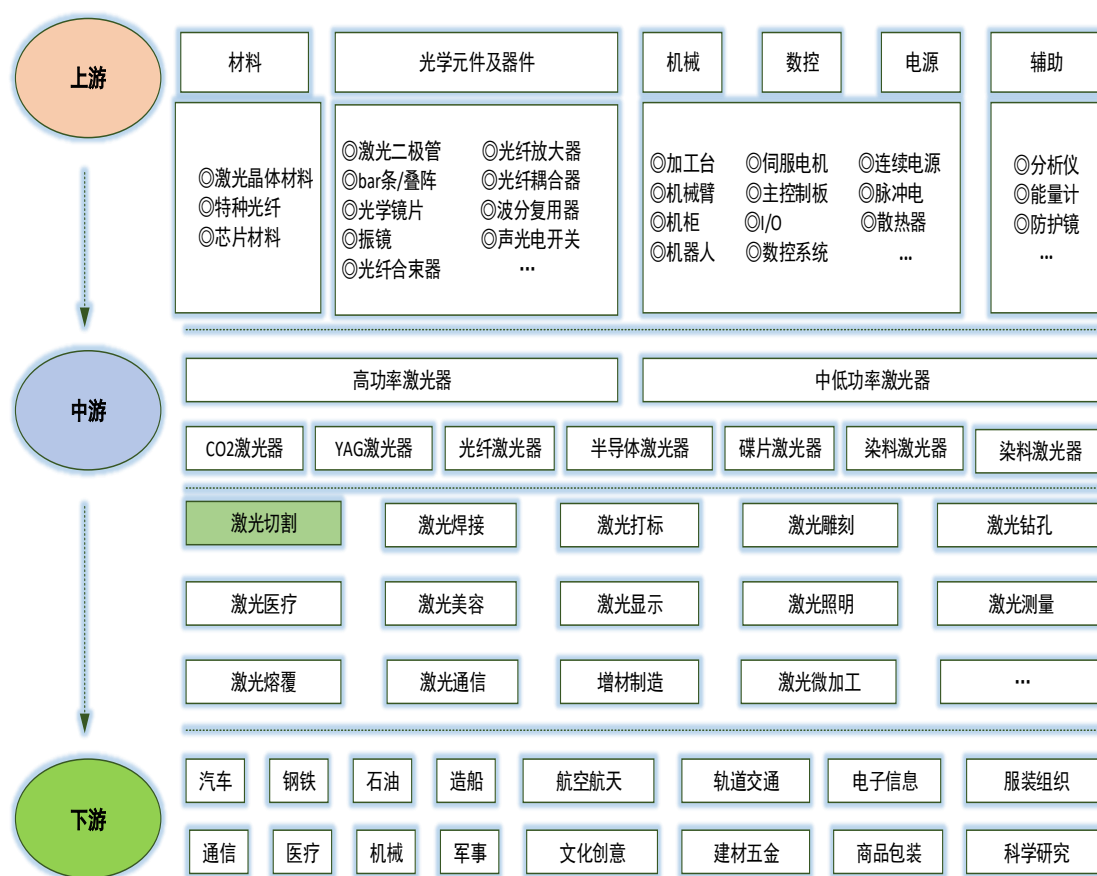 上游
材料
光学元件及器件
机械
数控
电源
辅助
◎激光晶体材料
◎特种光纤
◎芯片材料
◎激光二极管
◎bar条/叠阵
◎光学镜片
◎振镜
◎光纤合束器
◎光纤放大器
◎光纤耦合器
◎波分复用器
◎声光电开关
...
◎加工台
◎机械臂
◎机柜
◎机器人
◎伺服电机
◎主控制板
◎I/O
◎数控系统
◎连续电源
◎脉冲电
◎散热器
...
◎分析仪
◎能量计
◎防护镜
...
中游
高功率激光器
中低功率激光器
CO2激光器
YAG激光器
光纤激光器
半导体激光器
碟片激光器
染料激光器
染料激光器
激光切割
激光焊接
激光打标
激光雕刻
激光钻孔
激光医疗
激光美容
激光显示
激光照明
激光测量
激光熔覆
激光通信
增材制造
激光微加工
...
下游
汽车
钢铁
石油
造船
航空航天
轨道交通
电子信息
服装组织
通信
医疗
机械
军事
文化创意
建材五金
商品包装
科学研究